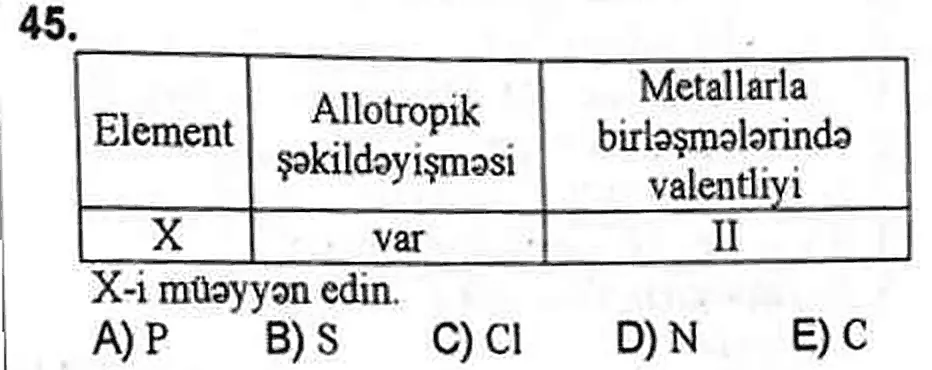 45.
Element
Allotropik
şəkildəyişməsi
Metallarla
birləşmələrində
valentliyi
X
var
II
X-i müəyyən edin.
A) P B) S C) Cl D) N E) C